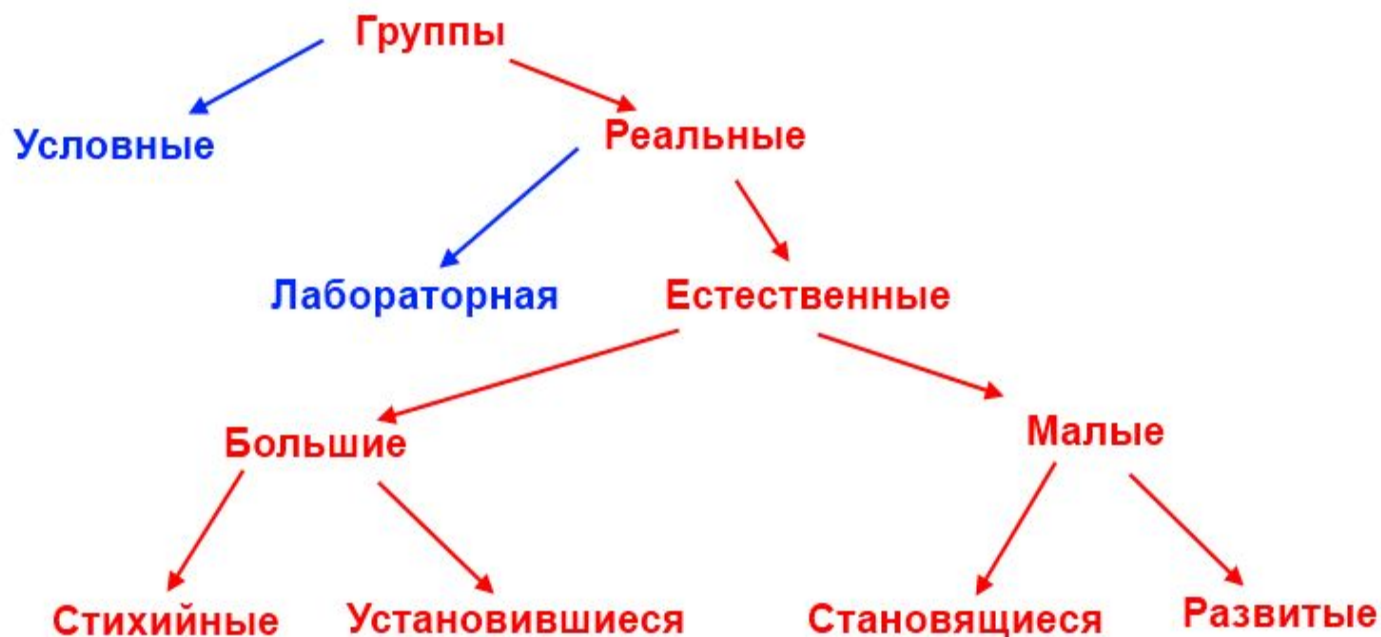 Группы
Условные
Реальные
Лабораторная
Естественные
Большие
Малые
Стихийные
Установившиеся
Становящиеся
Развитые